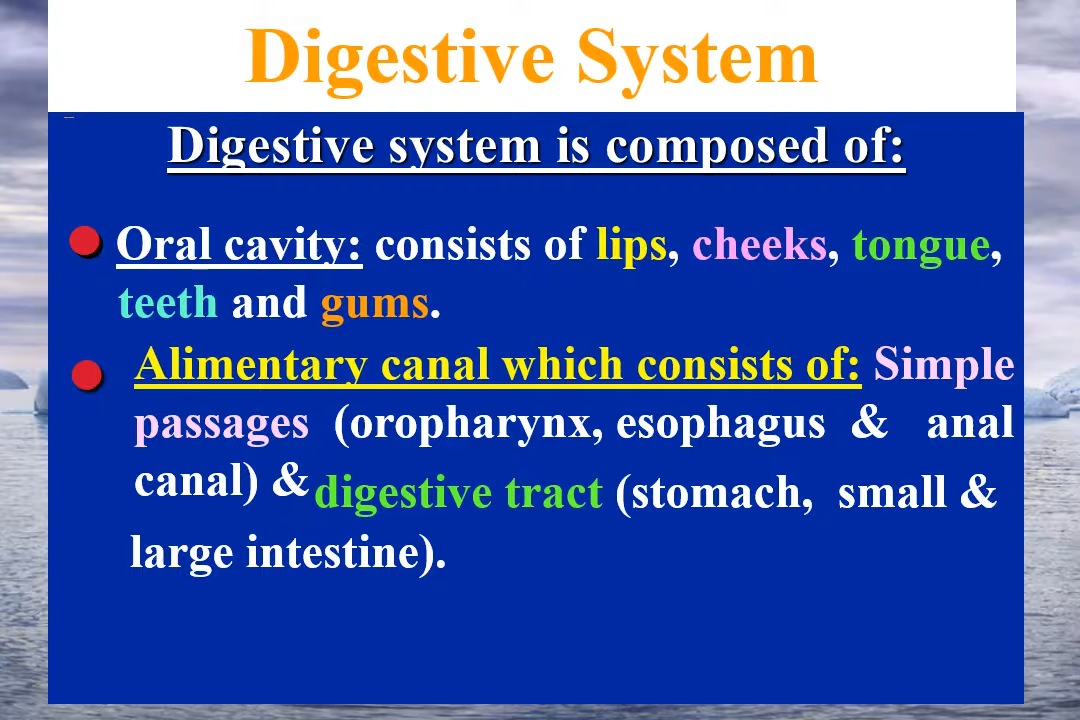 Digestive System
Digestive system is composed of:
Oral cavity: consists of lips, cheeks, tongue,
teeth and gums.
Alimentary canal which consists of: Simple
passages (oropharynx, esophagus & anal
canal) & digestive tract (stomach, small &
large intestine).